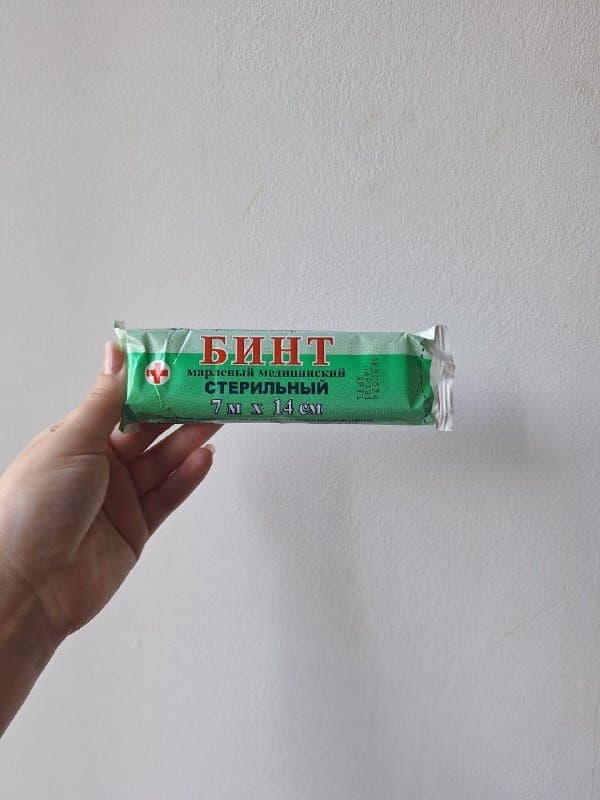 БИНТ
марлевый медицинский
СТЕРИЛЬНЫЙ
7 м х 14 см